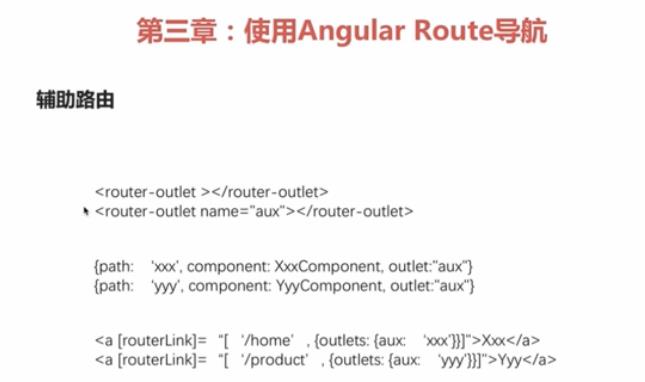 第三章：使用Angular Route导航
辅助路由
<router-outlet ></router-outlet>
<router-outlet name="aux"></router-outlet>
{path:   'xxx', component: XxxComponent, outlet:"aux"}
{path:   'yyy', component: YyyComponent, outlet:"aux"}
<a [routerLink]=  “[  ‘/home’  , {outlets: {aux:   ‘xxx’}}]">Xxx</a>
<a [routerLink]=  “[  ‘/product’  , {outlets: {aux:   ‘yyy’}}]">Yyy</a>